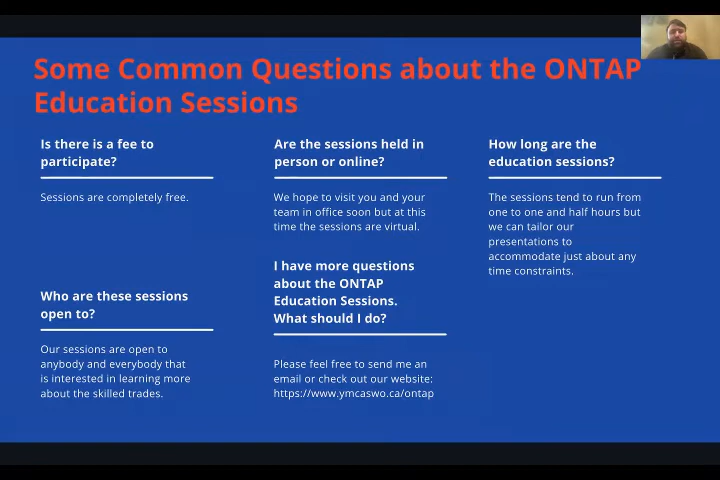 Some Common Questions about the ONTAP
Education Sessions
Is there is a fee to
participate?
Sessions are completely free.
Are the sessions held in
person or online?
We hope to visit you and your
team in office soon but at this
time the sessions are virtual.
How long are the
education sessions?
The sessions tend to run from
one to one and half hours but
we can tailor our
presentations to
accommodate just about any
time constraints.
Who are these sessions
open to?
Our sessions are open to
anybody and everybody that
is interested in learning more
about the skilled trades.
I have more questions
about the ONTAP
Education Sessions.
What should I do?
Please feel free to send me an
email or check out our website:
https://www.ymcaswo.ca/ontap